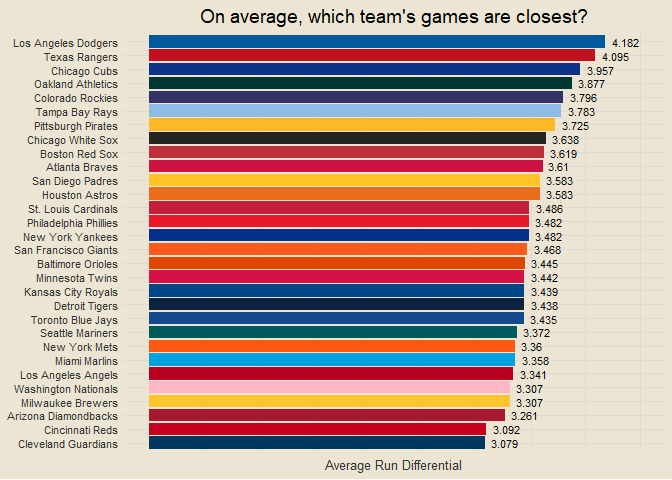 On average, which team's games are closest?
Los Angeles Dodgers 4.182
Texas Rangers 4.095
Chicago Cubs 3.957
Oakland Athletics 3.877
Colorado Rockies 3.796
Tampa Bay Rays 3.783
Pittsburgh Pirates 3.725
Chicago White Sox 3.638
Boston Red Sox 3.619
Atlanta Braves 3.61
San Diego Padres 3.583
Houston Astros 3.583
St. Louis Cardinals 3.486
Philadelphia Phillies 3.482
New York Yankees 3.482
San Francisco Giants 3.468
Baltimore Orioles 3.445
Minnesota Twins 3.442
Kansas City Royals 3.439
Detroit Tigers 3.438
Toronto Blue Jays 3.435
Seattle Mariners 3.372
New York Mets 3.36
Miami Marlins 3.358
Los Angeles Angels 3.341
Washington Nationals 3.307
Milwaukee Brewers 3.307
Arizona Diamondbacks 3.261
Cincinnati Reds 3.092
Cleveland Guardians 3.079
Average Run Differential